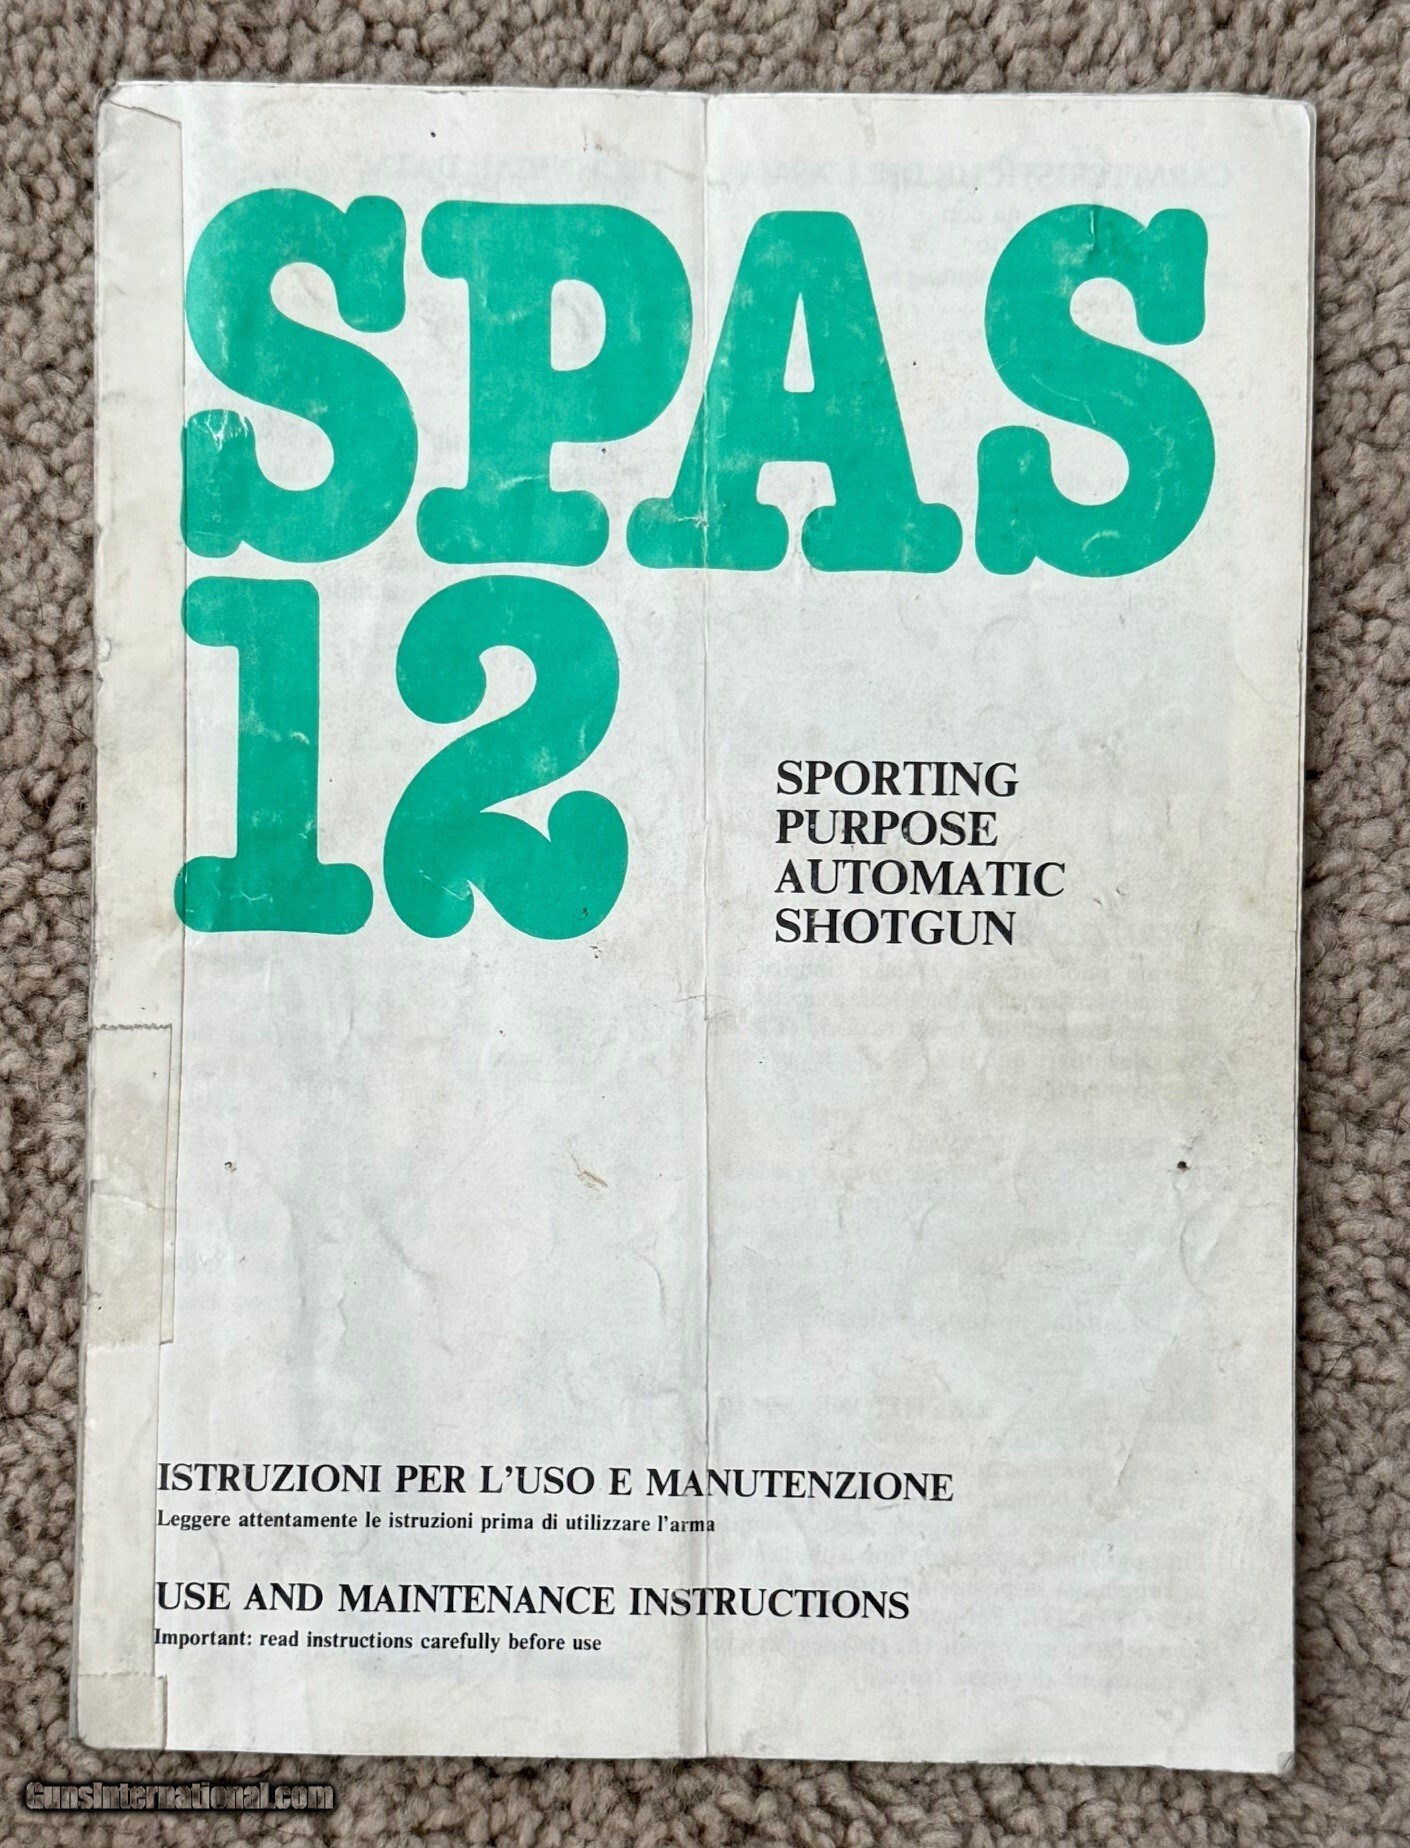 SPAS
12
SPORTING
PURPOSE
AUTOMATIC
SHOTGUN
ISTRUZIONI PER L'USO E MANUTENZIONE
Leggere attentamente le istruzioni prima di utilizzare l'arma
USE AND MAINTENANCE INSTRUCTIONS
Important: read instructions carefully before use
GunsInternational.com